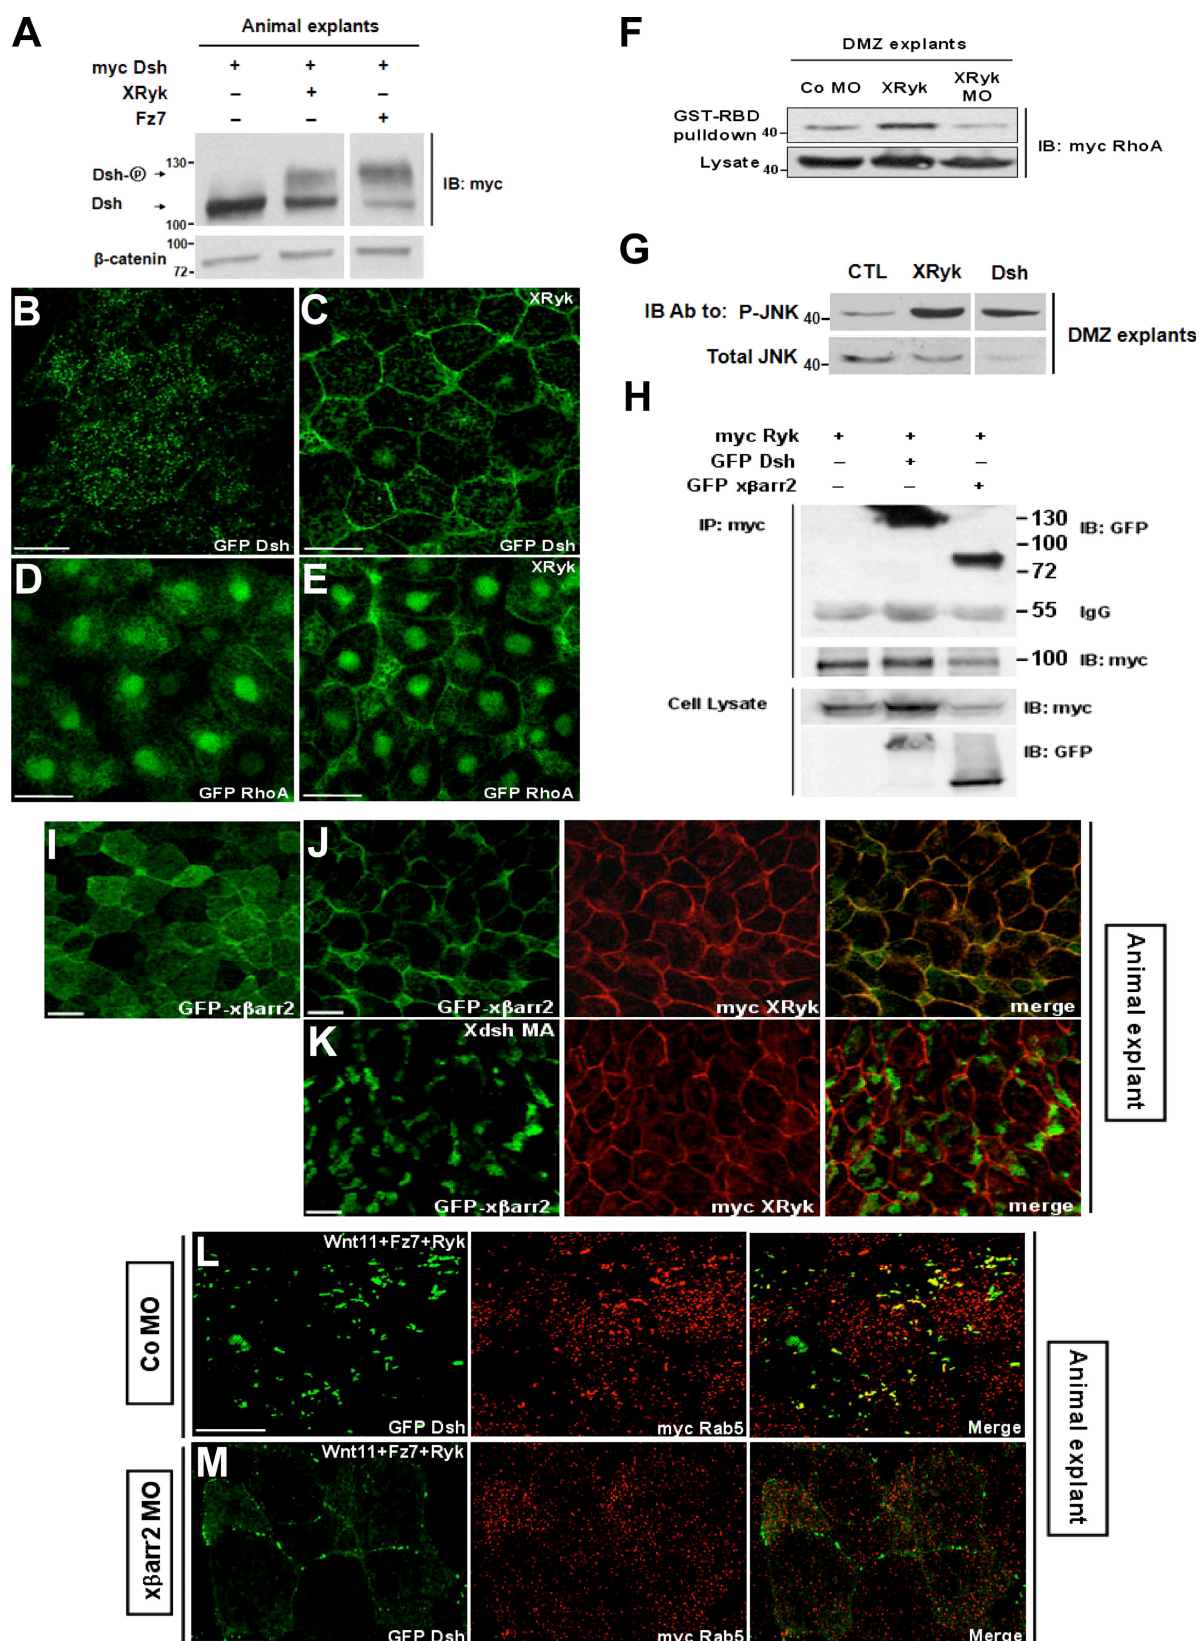 A
Animal explants
myc Dsh + + +
XRyk – + –
Fz7 – – +
Dsh-ⓟ
Dsh
130
100
IB: myc
β-catenin
100
72
B
GFP Dsh
C
XRyk
GFP Dsh
D
GFP RhoA
E
XRyk
GFP RhoA
F
DMZ explants
Co MO XRyk XRyk MO
GST-RBD
pulldown
40
Lysate
40
IB: myc RhoA
G
CTL XRyk Dsh
IB Ab to: P-JNK
40
Total JNK
40
DMZ explants
H
myc Ryk + + +
GFP Dsh – + –
GFP xβarr2 – – +
IP: myc
130
100
72
IB: GFP
55
IgG
100
IB: myc
Cell Lysate
IB: myc
IB: GFP
I
GFP-xβarr2
J
GFP-xβarr2
myc XRyk
merge
K
Xdsh MA
GFP-xβarr2
myc XRyk
merge
Animal explant
Co MO
L
Wnt11+Fz7+Ryk
GFP Dsh
myc Rab5
Merge
xβarr2 MO
M
Wnt11+Fz7+Ryk
GFP Dsh
myc Rab5
Merge
Animal explant